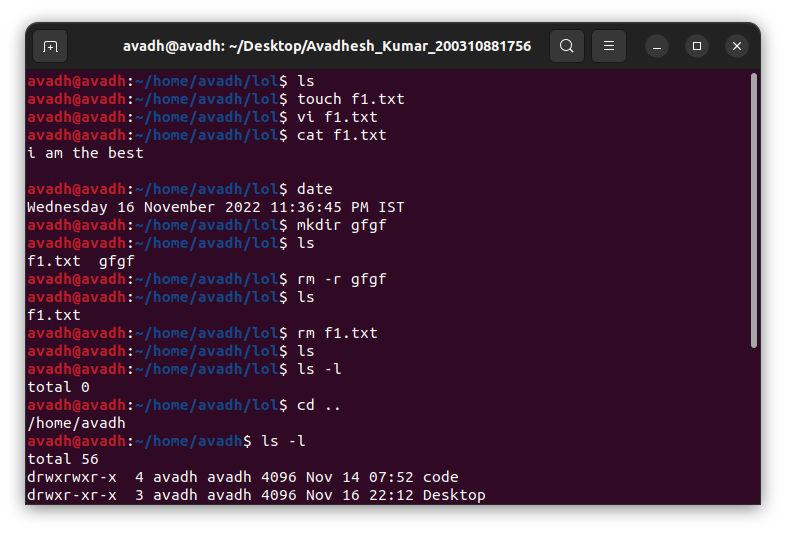 avadh@avadh: ~/Desktop/Avadhesh_Kumar_200310881756
avadh@avadh:~/home/avadh/lol$ ls
avadh@avadh:~/home/avadh/lol$ touch f1.txt
avadh@avadh:~/home/avadh/lol$ vi f1.txt
avadh@avadh:~/home/avadh/lol$ cat f1.txt
i am the best
avadh@avadh:~/home/avadh/lol$ date
Wednesday 16 November 2022 11:36:45 PM IST
avadh@avadh:~/home/avadh/lol$ mkdir gfgf
avadh@avadh:~/home/avadh/lol$ ls
f1.txt  gfgf
avadh@avadh:~/home/avadh/lol$ rm -r gfgf
avadh@avadh:~/home/avadh/lol$ ls
f1.txt
avadh@avadh:~/home/avadh/lol$ rm f1.txt
avadh@avadh:~/home/avadh/lol$ ls
avadh@avadh:~/home/avadh/lol$ ls -l
total 0
avadh@avadh:~/home/avadh/lol$ cd ..
/home/avadh
avadh@avadh:~/home/avadh$ ls -l
total 56
drwxrwxr-x  4 avadh avadh 4096 Nov 14 07:52 code
drwxr-xr-x  3 avadh avadh 4096 Nov 16 22:12 Desktop